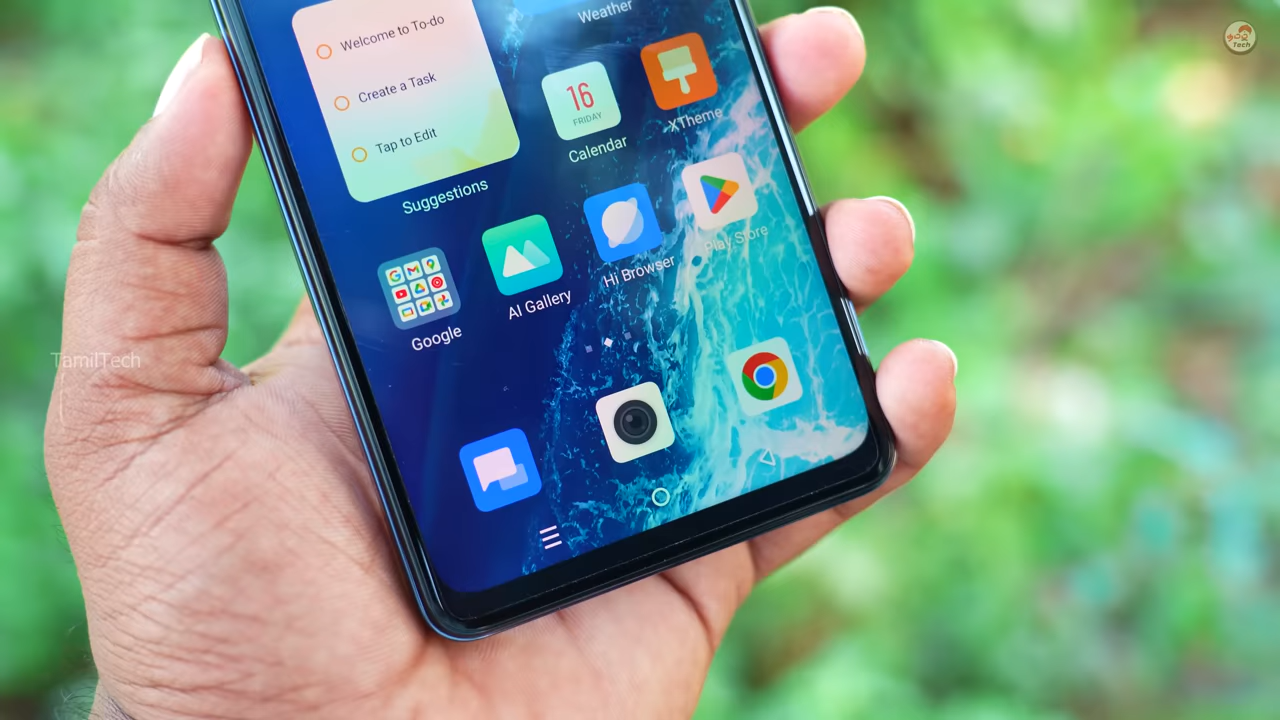 Welcome to To-do
Create a Task
Tap to Edit
Suggestions
Weather
16
FRIDAY
Calendar
XTheme
Google
AI Gallery
Hi Browser
Play Store
TamilTech
தமிழ்
Tech